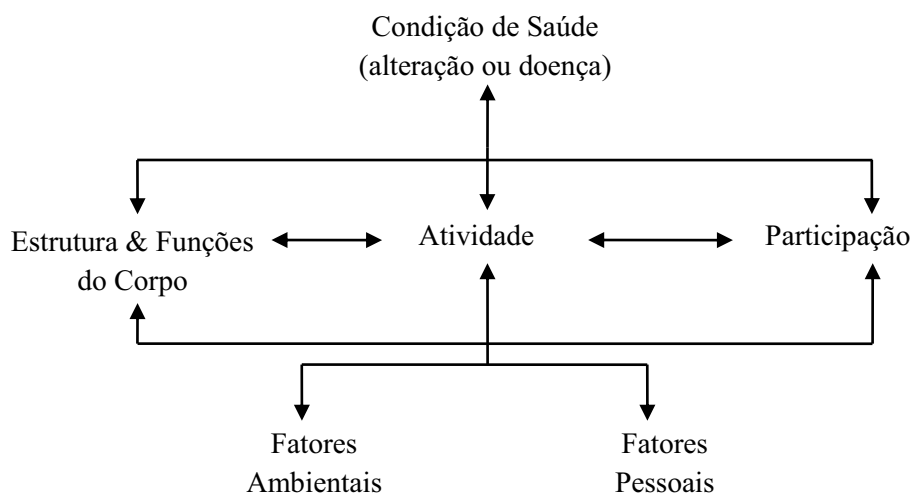 Condição de Saúde
(alteração ou doença)
Estrutura & Funções
do Corpo
Atividade
Participação
Fatores
Ambientais
Fatores
Pessoais